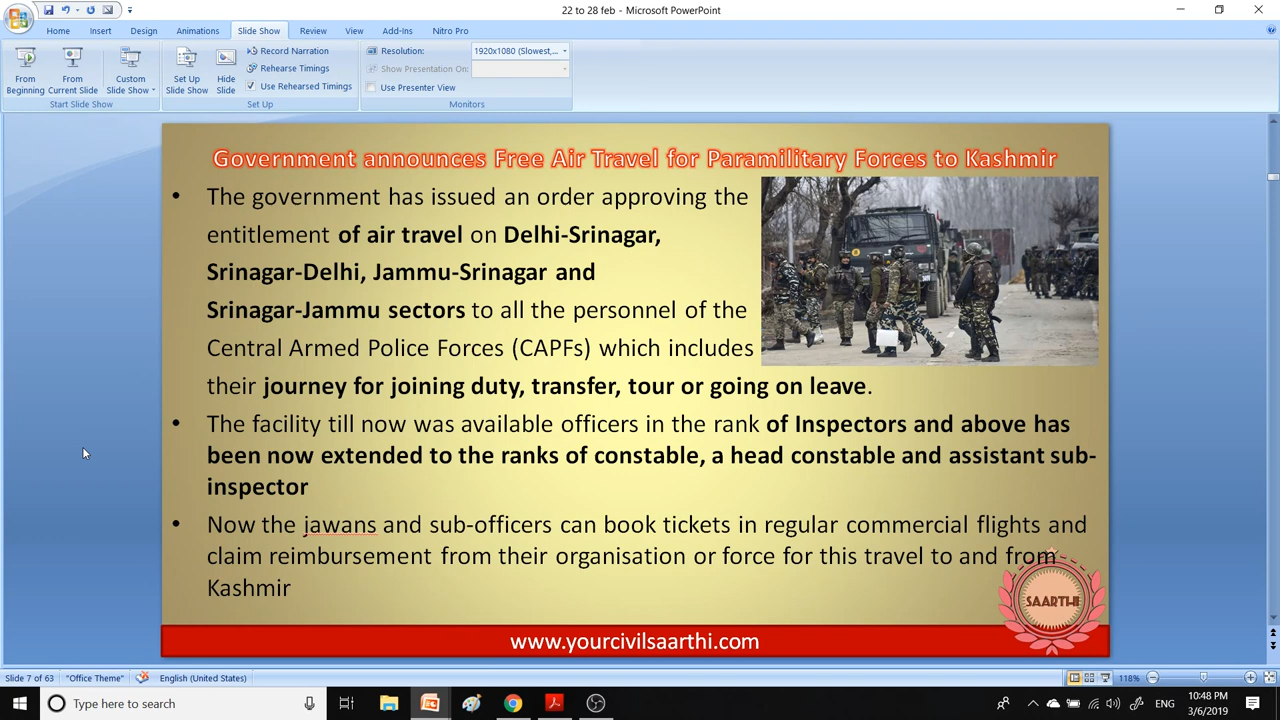 22 to 28 feb - Microsoft PowerPoint
Home Insert Design Animations Slide Show Review View Add-Ins Nitro Pro
From Beginning
From Current Slide
Custom Slide Show
Start Slide Show
Set Up Slide Show
Hide Slide
Record Narration
Rehearse Timings
Use Rehearsed Timings
Set Up
Resolution: 1920x1080 (Slowest,...
Show Presentation On:
Use Presenter View
Monitors
Government announces Free Air Travel for Paramilitary Forces to Kashmir
• The government has issued an order approving the
entitlement of air travel on Delhi-Srinagar,
Srinagar-Delhi, Jammu-Srinagar and
Srinagar-Jammu sectors to all the personnel of the
Central Armed Police Forces (CAPFs) which includes
their journey for joining duty, transfer, tour or going on leave.
• The facility till now was available officers in the rank of Inspectors and above has
been now extended to the ranks of constable, a head constable and assistant sub-
inspector
• Now the jawans and sub-officers can book tickets in regular commercial flights and
claim reimbursement from their organisation or force for this travel to and from
Kashmir
SAARTHI
www.yourcivilsaarthi.com
Slide 7 of 63 "Office Theme" English (United States) 118%
Type here to search
ENG
10:48 PM
3/6/2019